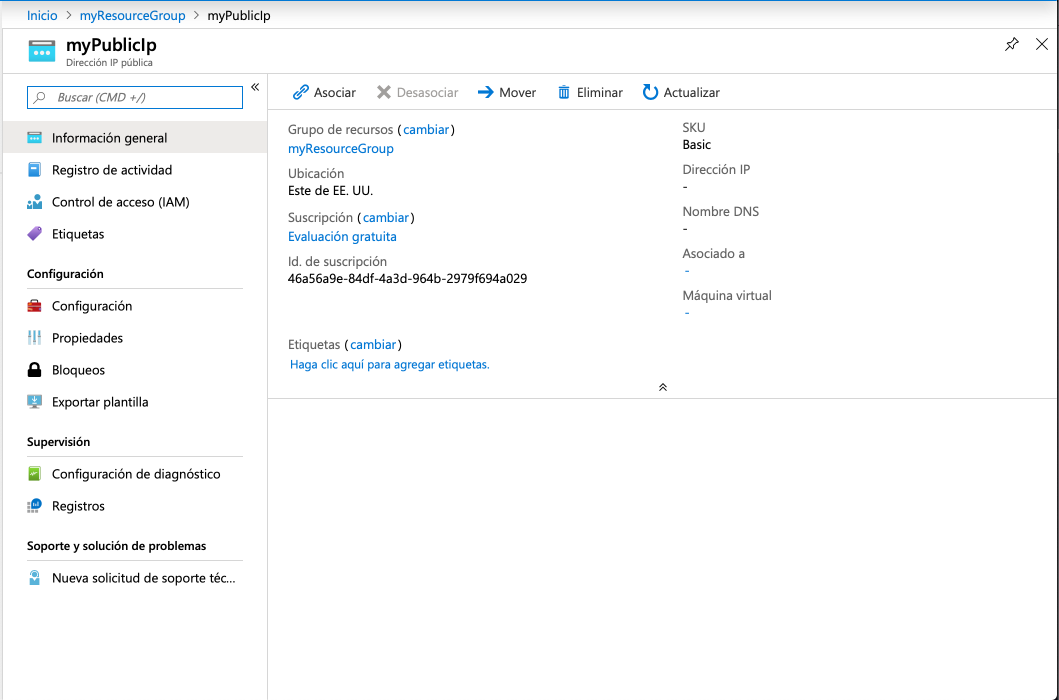 Inicio > myResourceGroup > myPublicIp
myPublicIp
Dirección IP pública
Buscar (CMD +/)
«
Información general
Registro de actividad
Control de acceso (IAM)
Etiquetas
Configuración
Configuración
Propiedades
Bloqueos
Exportar plantilla
Supervisión
Configuración de diagnóstico
Registros
Soporte y solución de problemas
Nueva solicitud de soporte téc...
Asociar Desasociar Mover Eliminar Actualizar
Grupo de recursos (cambiar)
myResourceGroup
Ubicación
Este de EE. UU.
Suscripción (cambiar)
Evaluación gratuita
Id. de suscripción
46a56a9e-84df-4a3d-964b-2979f694a029
SKU
Basic
Dirección IP
-
Nombre DNS
-
Asociado a
-
Máquina virtual
-
Etiquetas (cambiar)
Haga clic aquí para agregar etiquetas.